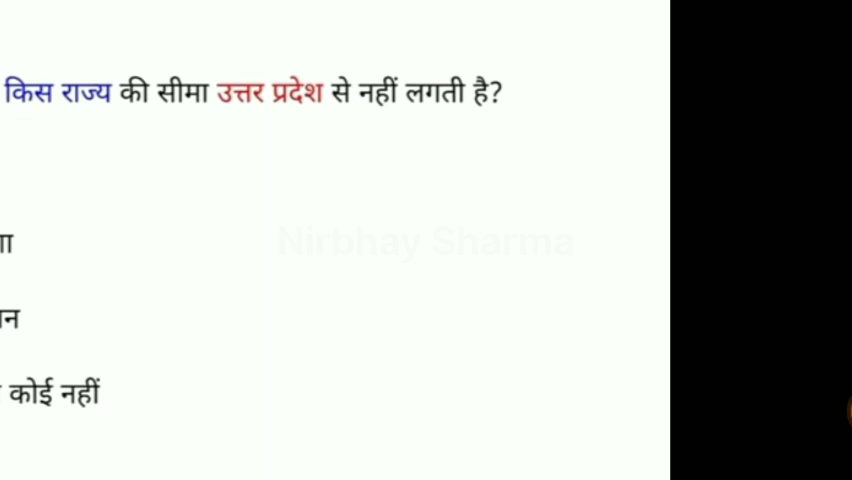 किस राज्य की सीमा उत्तर प्रदेश से नहीं लगती है?
Nirbhay Sharma
कोई नहीं